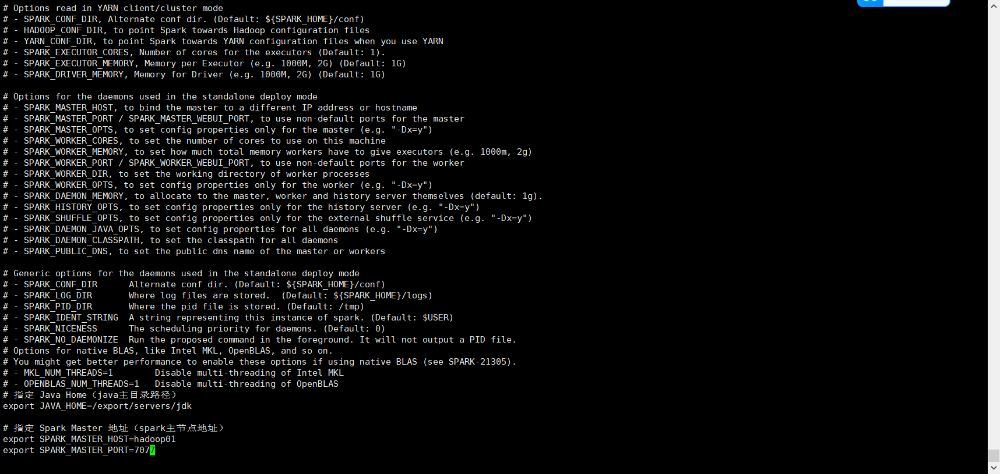 # Options read in YARN client/cluster mode
# - SPARK_CONF_DIR, Alternate conf dir. (Default: ${SPARK_HOME}/conf)
# - HADOOP_CONF_DIR, to point Spark towards Hadoop configuration files
# - YARN_CONF_DIR, to point Spark towards YARN configuration files when you use YARN
# - SPARK_EXECUTOR_CORES, Number of cores for the executors (Default: 1).
# - SPARK_EXECUTOR_MEMORY, Memory per Executor (e.g. 1000M, 2G) (Default: 1G)
# - SPARK_DRIVER_MEMORY, Memory for Driver (e.g. 1000M, 2G) (Default: 1G)

# Options for the daemons used in the standalone deploy mode
# - SPARK_MASTER_HOST, to bind the master to a different IP address or hostname
# - SPARK_MASTER_PORT / SPARK_MASTER_WEBUI_PORT, to use non-default ports for the master
# - SPARK_MASTER_OPTS, to set config properties only for the master (e.g. "-Dx=y")
# - SPARK_WORKER_CORES, to set the number of cores to use on this machine
# - SPARK_WORKER_MEMORY, to set how much total memory workers have to give executors (e.g. 1000m, 2g)
# - SPARK_WORKER_PORT / SPARK_WORKER_WEBUI_PORT, to use non-default ports for the worker
# - SPARK_WORKER_DIR, to set the working directory of worker processes
# - SPARK_WORKER_OPTS, to set config properties only for the worker (e.g. "-Dx=y")
# - SPARK_DAEMON_MEMORY, to allocate to the master, worker and history server themselves (default: 1g).
# - SPARK_HISTORY_OPTS, to set config properties only for the history server (e.g. "-Dx=y")
# - SPARK_SHUFFLE_OPTS, to set config properties only for the external shuffle service (e.g. "-Dx=y")
# - SPARK_DAEMON_JAVA_OPTS, to set config properties for all daemons (e.g. "-Dx=y")
# - SPARK_DAEMON_CLASSPATH, to set the classpath for all daemons
# - SPARK_PUBLIC_DNS, to set the public dns name of the master or workers

# Generic options for the daemons used in the standalone deploy mode
# - SPARK_CONF_DIR      Alternate conf dir. (Default: ${SPARK_HOME}/conf)
# - SPARK_LOG_DIR       Where log files are stored.  (Default: ${SPARK_HOME}/logs)
# - SPARK_PID_DIR       Where the pid file is stored. (Default: /tmp)
# - SPARK_IDENT_STRING  A string representing this instance of spark. (Default: $USER)
# - SPARK_NICENESS      The scheduling priority for daemons. (Default: 0)
# - SPARK_NO_DAEMONIZE  Run the proposed command in the foreground. It will not output a PID file.
# Options for native BLAS, like Intel MKL, OpenBLAS, and so on.
# You might get better performance to enable these options if using native BLAS (see SPARK-21305).
# - MKL_NUM_THREADS=1        Disable multi-threading of Intel MKL
# - OPENBLAS_NUM_THREADS=1   Disable multi-threading of OpenBLAS
# 指定 Java Home（java主目录路径）
export JAVA_HOME=/export/servers/jdk

# 指定 Spark Master 地址（spark主节点地址）
export SPARK_MASTER_HOST=hadoop01
export SPARK_MASTER_PORT=7077